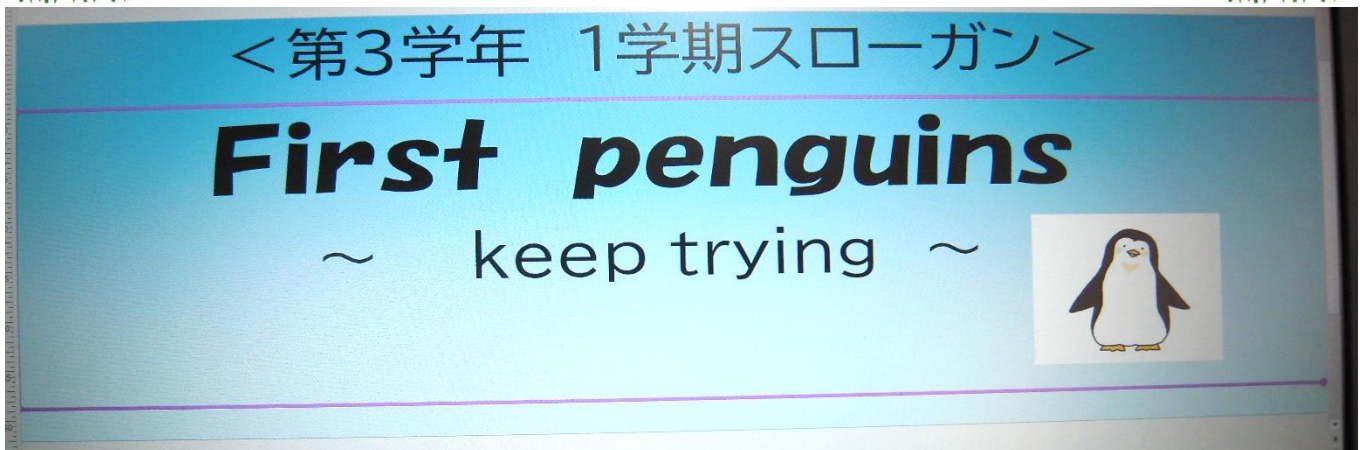 ＜第3学年　1学期スローガン＞
First penguins
～ keep trying ～